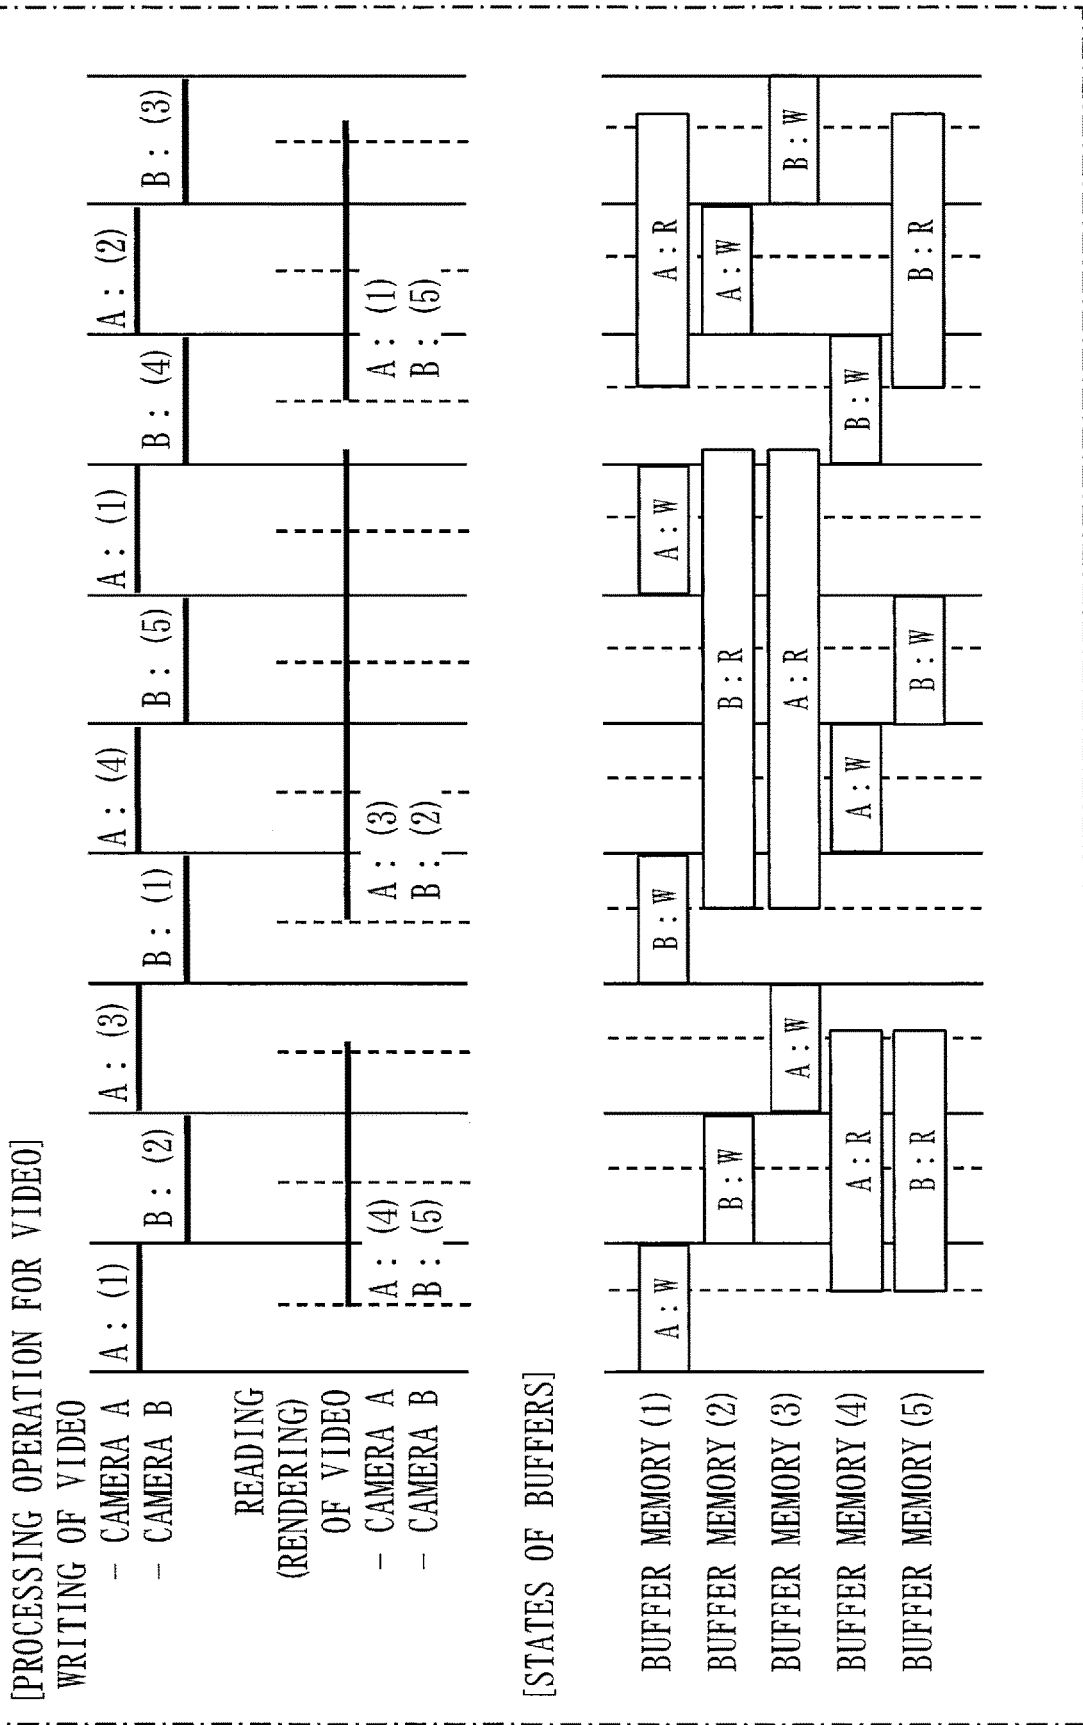 [PROCESSING OPERATION FOR VIDEO]
WRITING OF VIDEO
- CAMERA A
A: (1)
A: (3)
A: (4)
A: (1)
A: (2)
- CAMERA B
B: (2)
B: (1)
B: (5)
B: (4)
B: (3)
READING
(RENDERING)
OF VIDEO
- CAMERA A
A: (4)
A: (3)
A: (1)
- CAMERA B
B: (5)
B: (2)
B: (5)
[STATES OF BUFFERS]
BUFFER MEMORY(1)
A:W
B:W
A:W
A:R
BUFFER MEMORY(2)
B:W
B:R
A:W
BUFFER MEMORY(3)
A:W
A:R
B:W
BUFFER MEMORY(4)
A:R
A:W
B:W
BUFFER MEMORY(5)
B:R
B:W
B:R